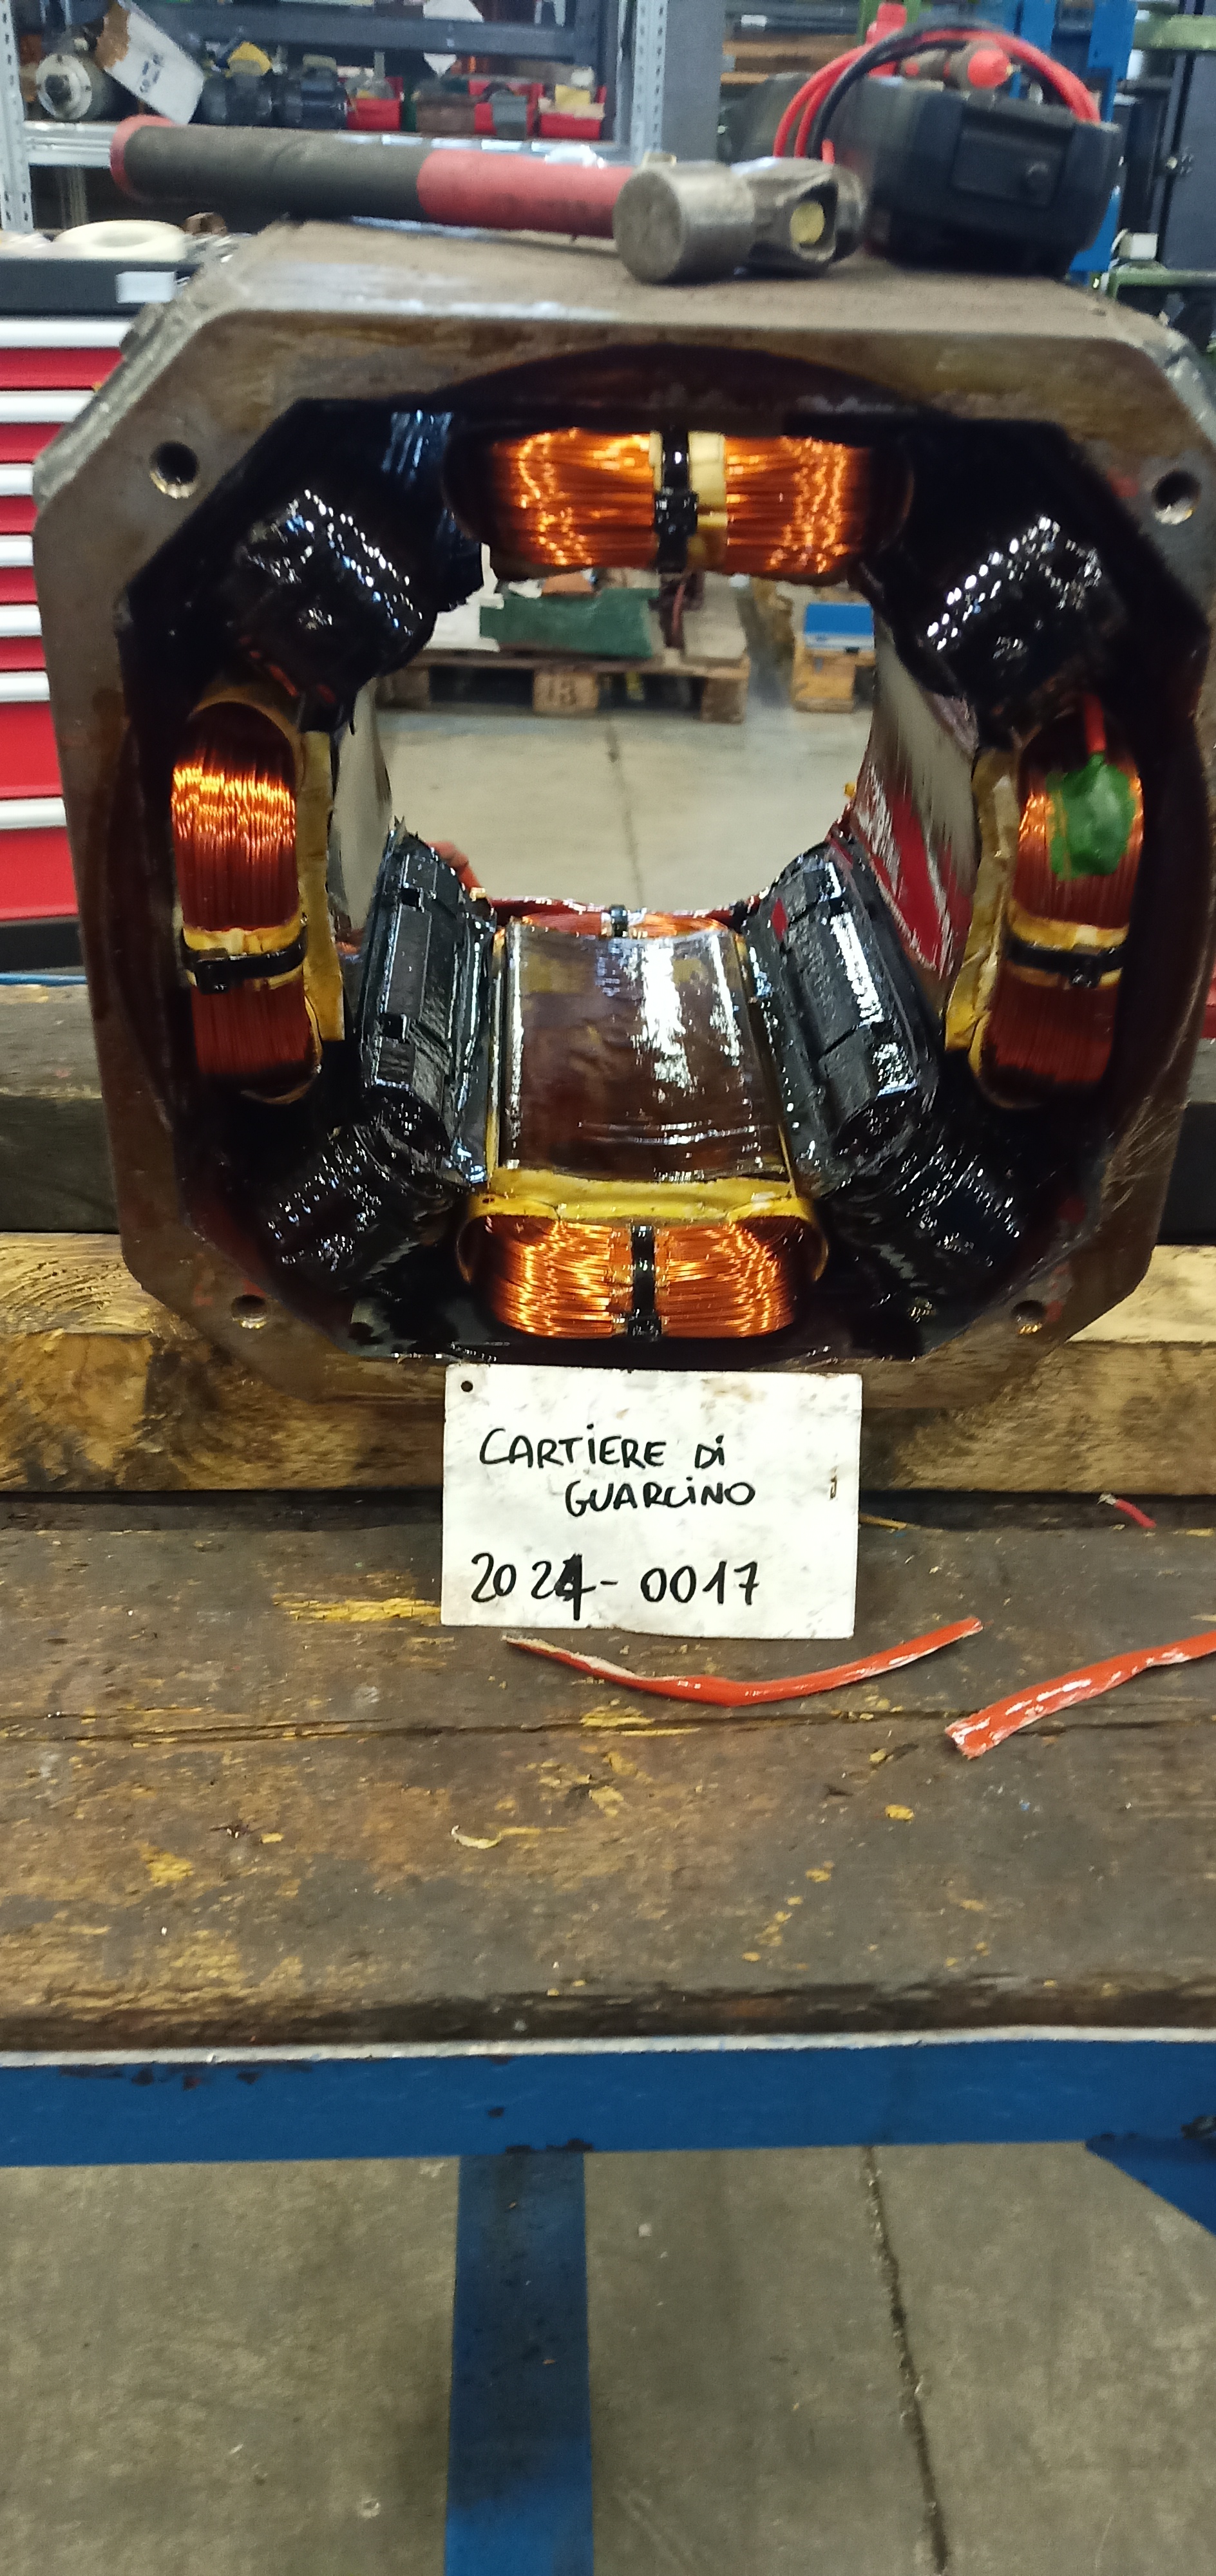 CARTIERE Di
GUARCiNO
2024-0017